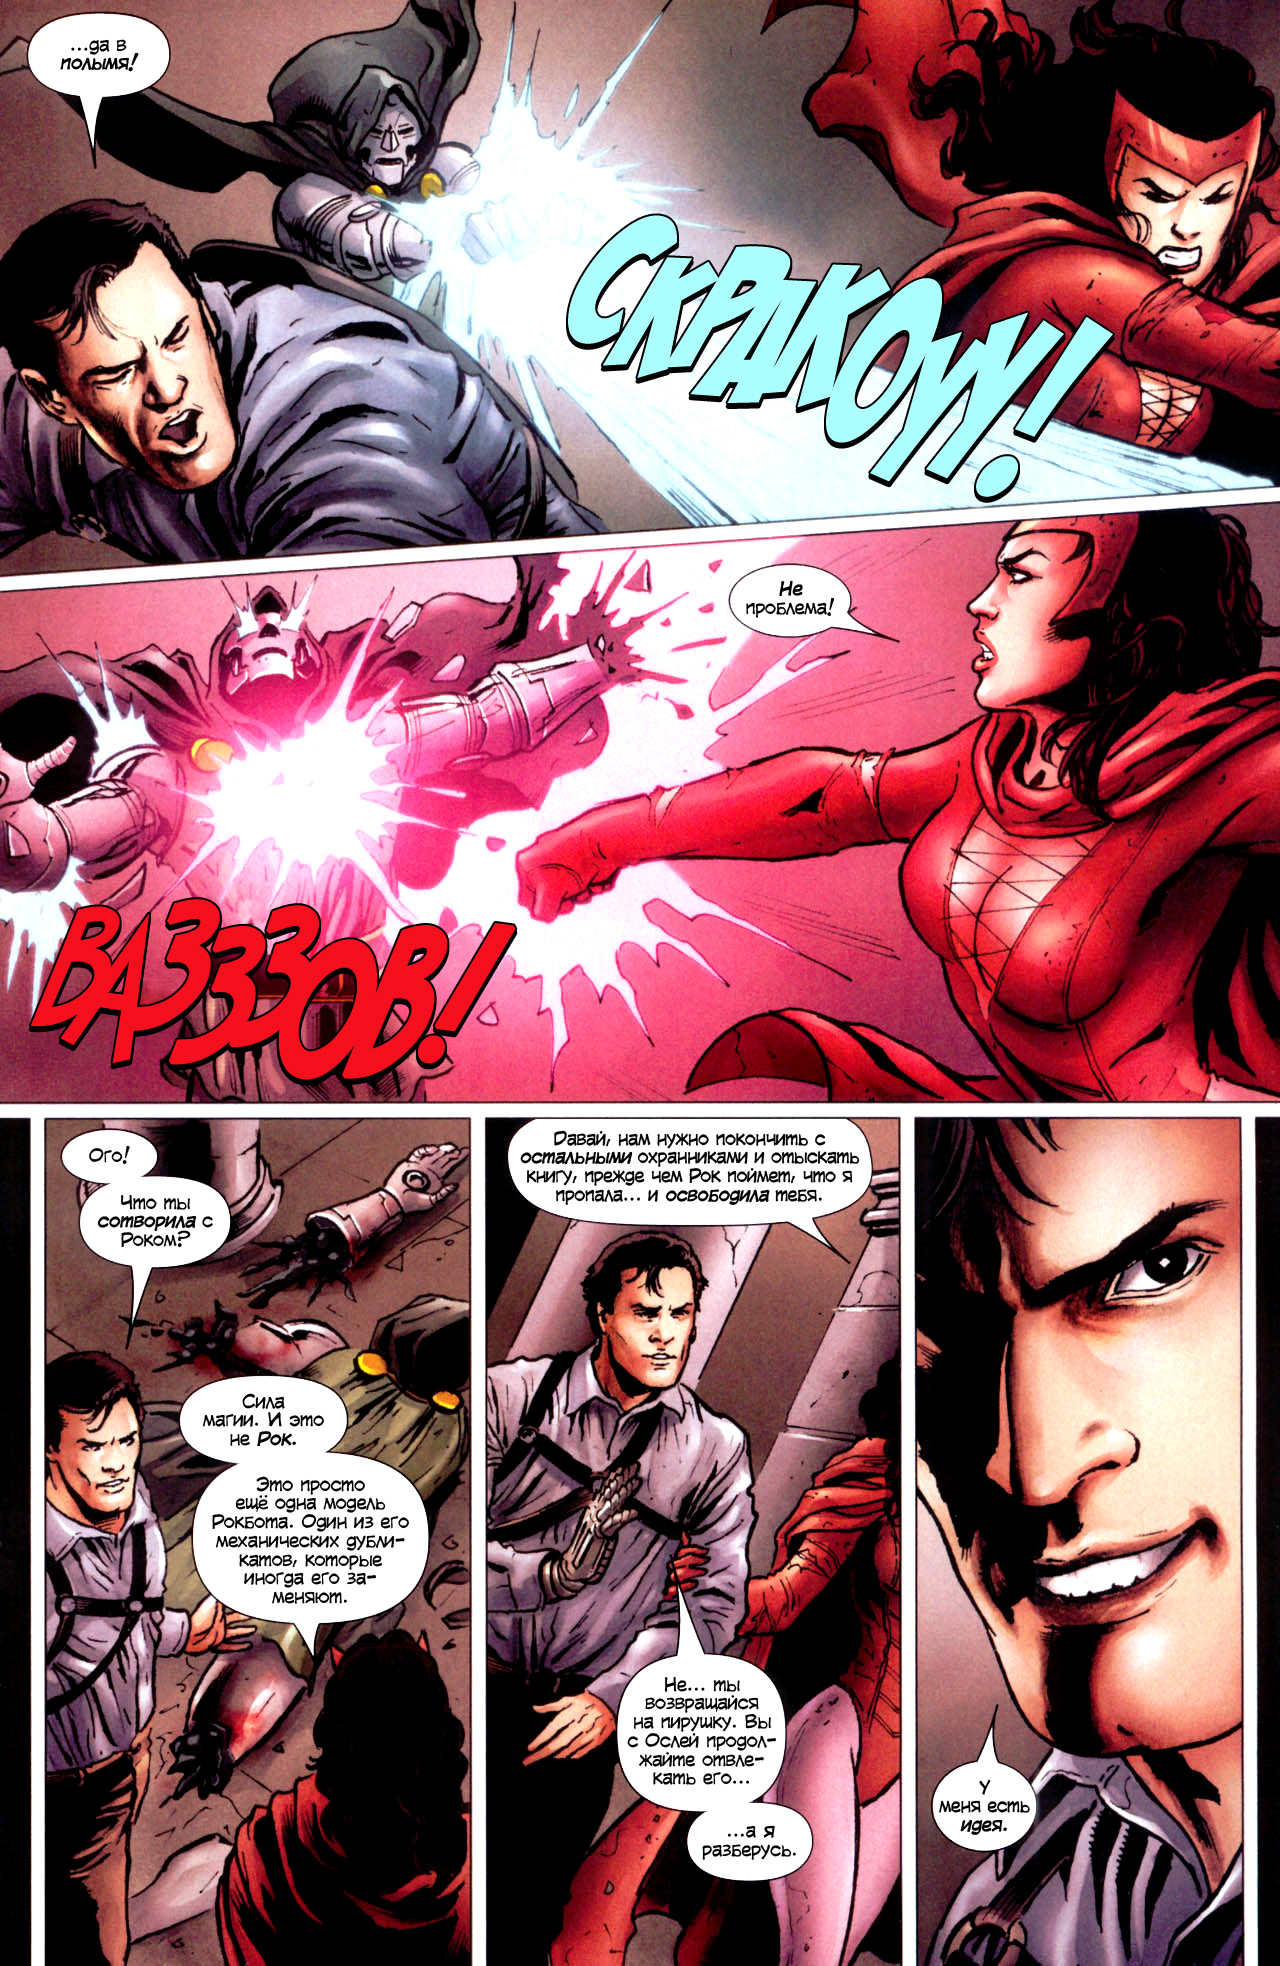 ...да в
полымя!
СКРАКОУУ!
Не
проблема!
ВАЗЗЗЗОВ!
Ого!
Что ты
сотворила с
Роком?
Сила
магии. И это
не Рок.
Это просто
ещё одна модель
Рокбота. Один из его
механических дубли-
катов, которые
иногда его за-
меняют.
Давай, нам нужно покончить с
остальными охранниками и отыскать
книгу, прежде чем Рок поймет, что я
пропала... и освободила тебя.
Не... ты
возвращайся
на пирушку. Вы
с Ослей продол-
жайте отвле-
кать его...
...а я
разберусь.
У
меня есть
идея.